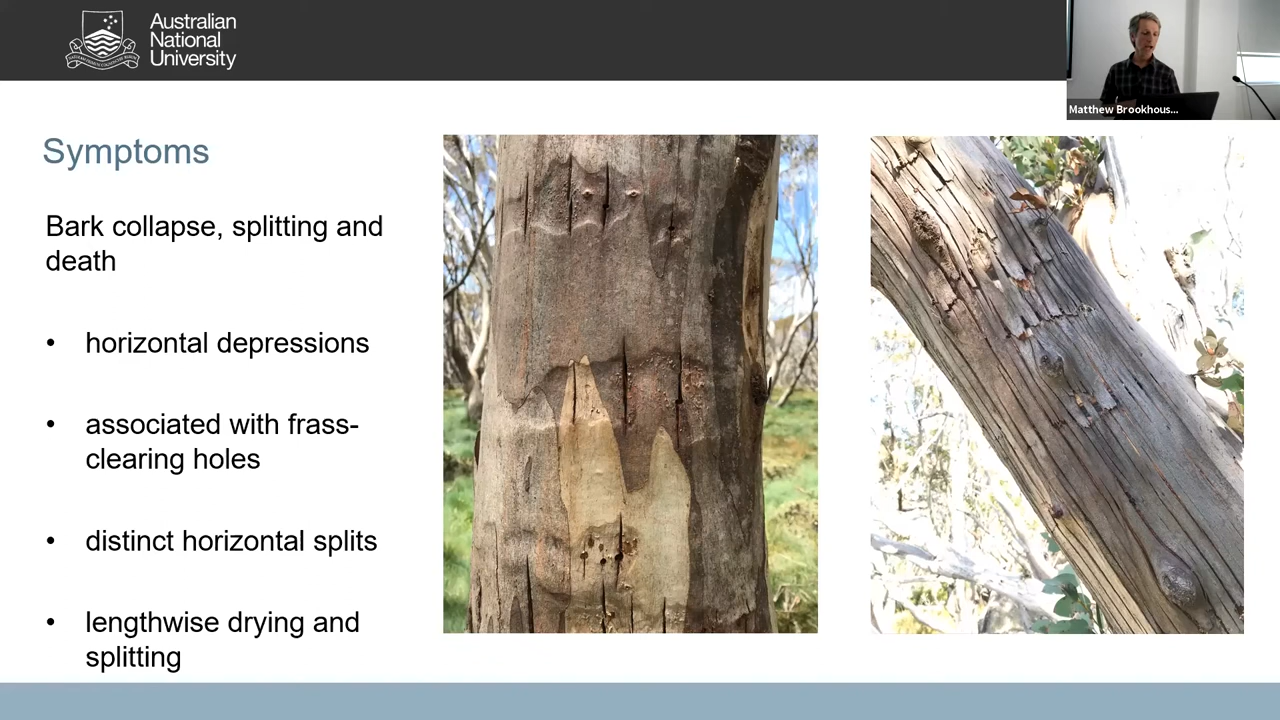 Australian
National
University
Matthew Brookhous...
Symptoms
Bark collapse, splitting and
death
• horizontal depressions
• associated with frass-
clearing holes
• distinct horizontal splits
• lengthwise drying and
splitting